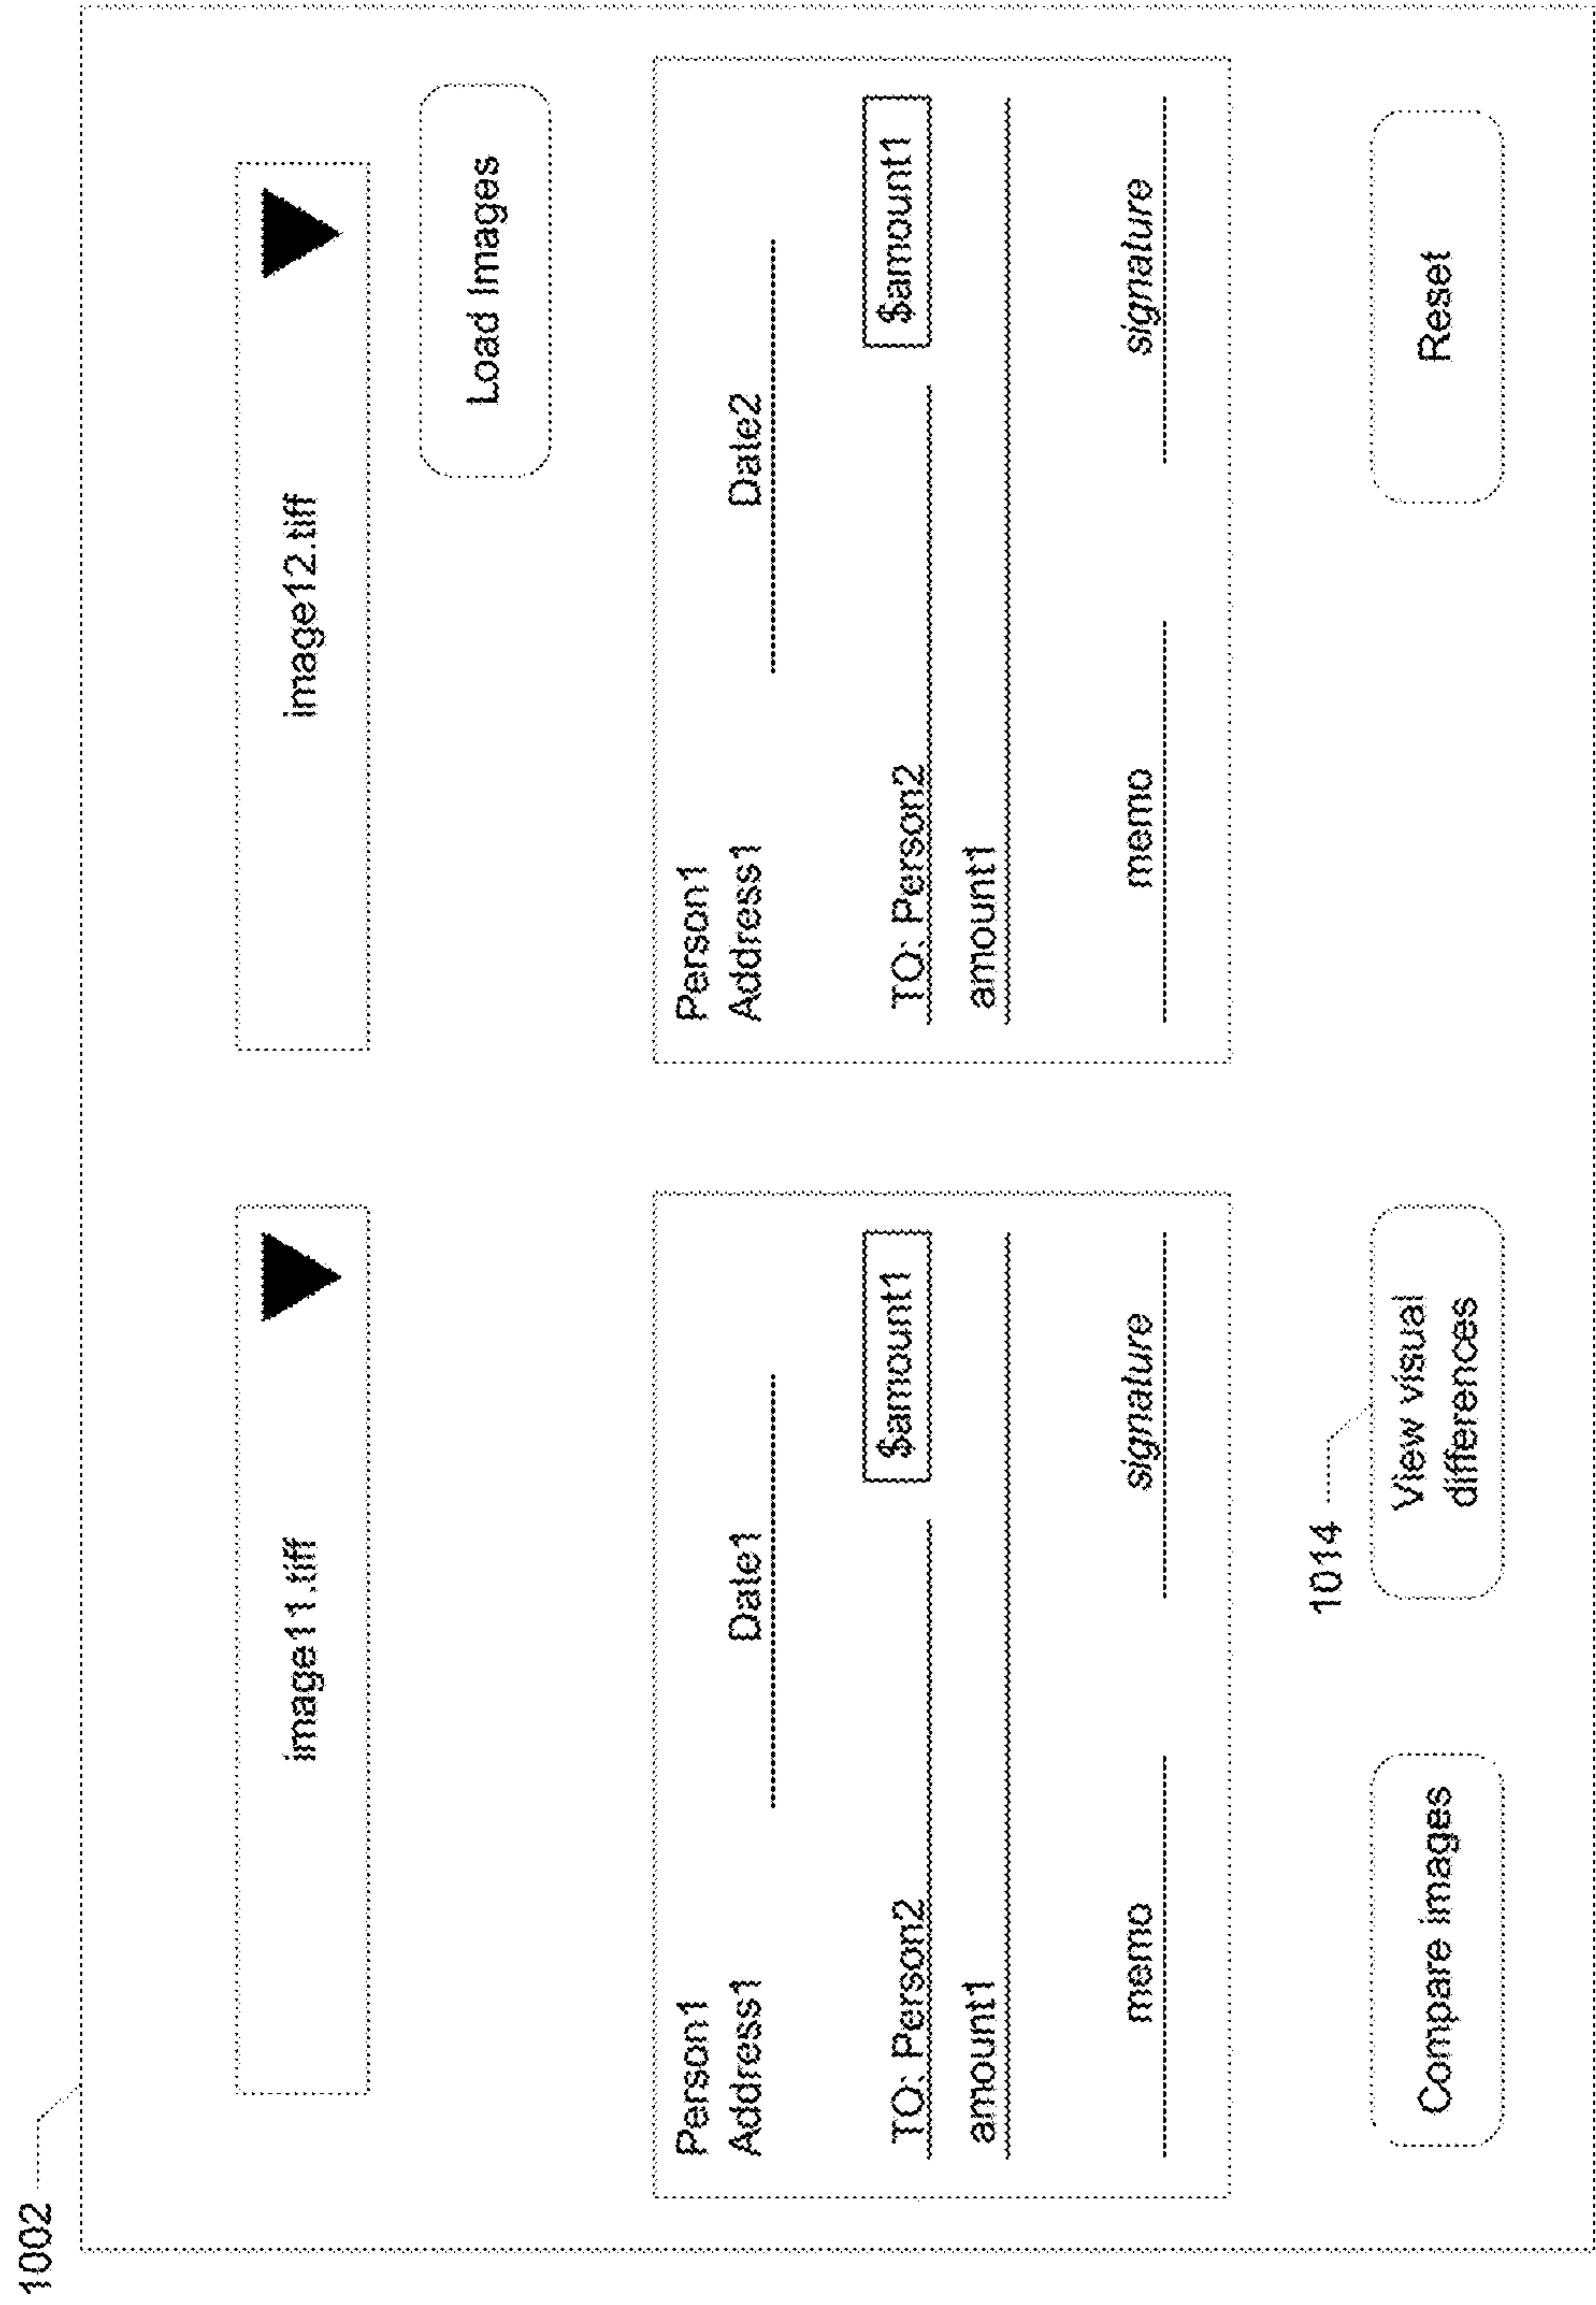 1002
image11.tiff
image12.tiff
Load Images
Person1
Address1
Date1
TO: Person2
$amount1
amount1
memo
signature
Person1
Address1
Date2
TO: Person2
$amount1
amount1
memo
signature
1014
Compare images
View visual
differences
Reset